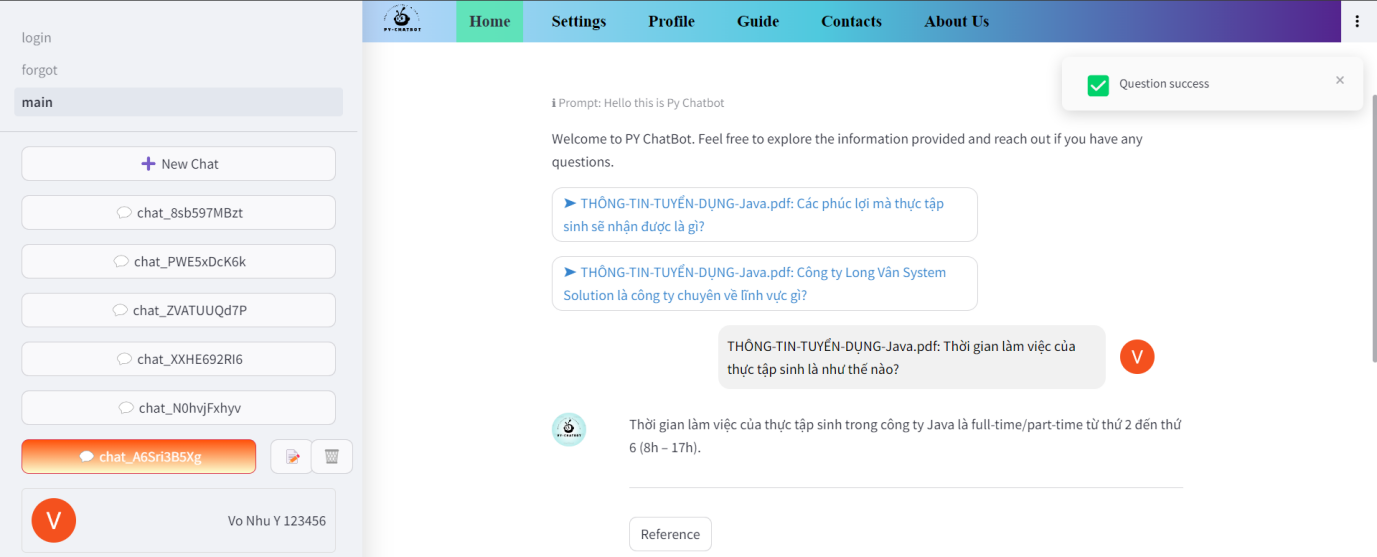 login
forgot
main
New Chat
chat_8sb597MBzt
chat_PWE5xDcK6k
chat_ZVATUUQd7P
chat_XXHE692RI6
chat_N0hvjFxhyv
chat_A6Sri3B5Xg
V
Vo Nhu Y 123456
PY-CHATBOT
Home
Settings
Profile
Guide
Contacts
About Us
Question success
Prompt: Hello this is Py Chatbot
Welcome to PY ChatBot. Feel free to explore the information provided and reach out if you have any
questions.
THÔNG-TIN-TUYỂN-DỤNG-Java.pdf: Các phúc lợi mà thực tập
sinh sẽ nhận được là gì?
THÔNG-TIN-TUYỂN-DỤNG-Java.pdf: Công ty Long Vân System
Solution là công ty chuyên về lĩnh vực gì?
THÔNG-TIN-TUYỂN-DỤNG-Java.pdf: Thời gian làm việc của
thực tập sinh là như thế nào?
V
PY-CHATBOT
Thời gian làm việc của thực tập sinh trong công ty Java là full-time/part-time từ thứ 2 đến thứ
6 (8h – 17h).
Reference